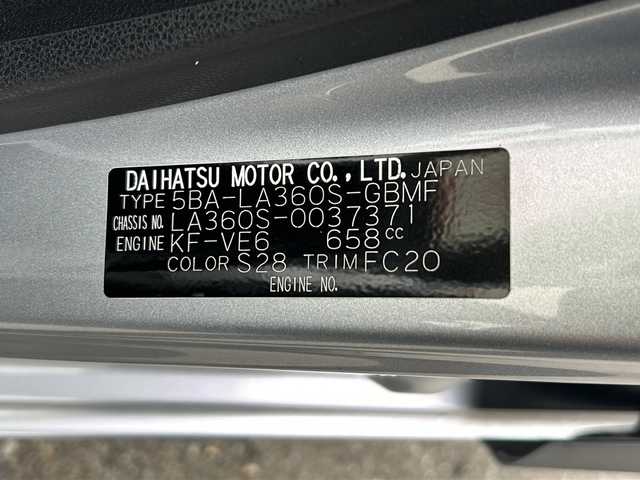 DAIHATSU MOTOR CO., LTD. JAPAN
TYPE 5BA-LA360S-GBMF
CHASSIS NO. LA360S-0037371
ENGINE KF-VE6 658cc
COLOR S28 TRIM FC20
ENGINE NO.